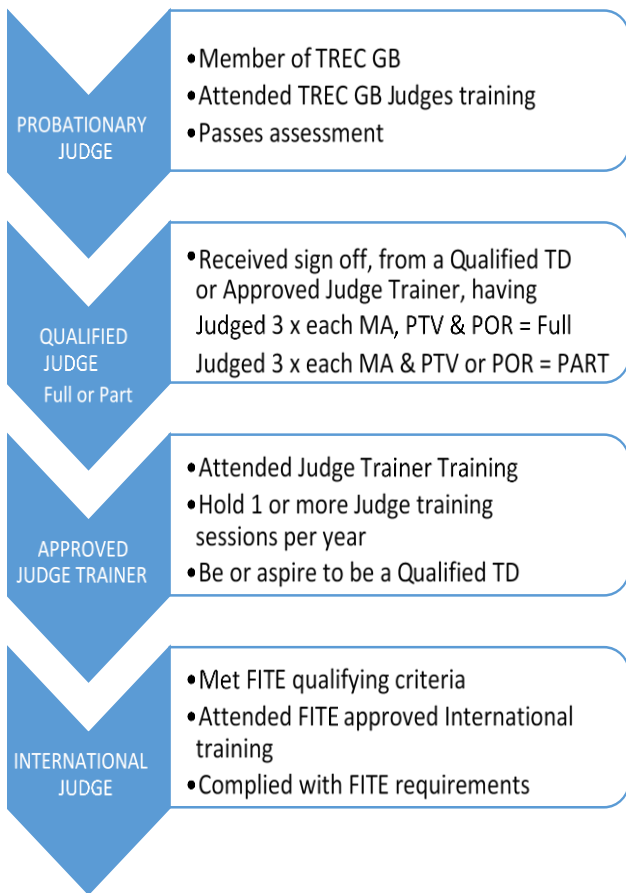 PROBATIONARY
JUDGE
•Member of TREC GB
•Attended TREC GB Judges training
•Passes assessment
QUALIFIED
JUDGE
Full or Part
•Received sign off, from a Qualified TD
or Approved Judge Trainer, having
Judged 3 x each MA, PTV & POR = Full
Judged 3 x each MA & PTV or POR = PART
APPROVED
JUDGE TRAINER
•Attended Judge Trainer Training
•Hold 1 or more Judge training
sessions per year
•Be or aspire to be a Qualified TD
INTERNATIONAL
JUDGE
•Met FITE qualifying criteria
•Attended FITE approved International
training
•Complied with FITE requirements